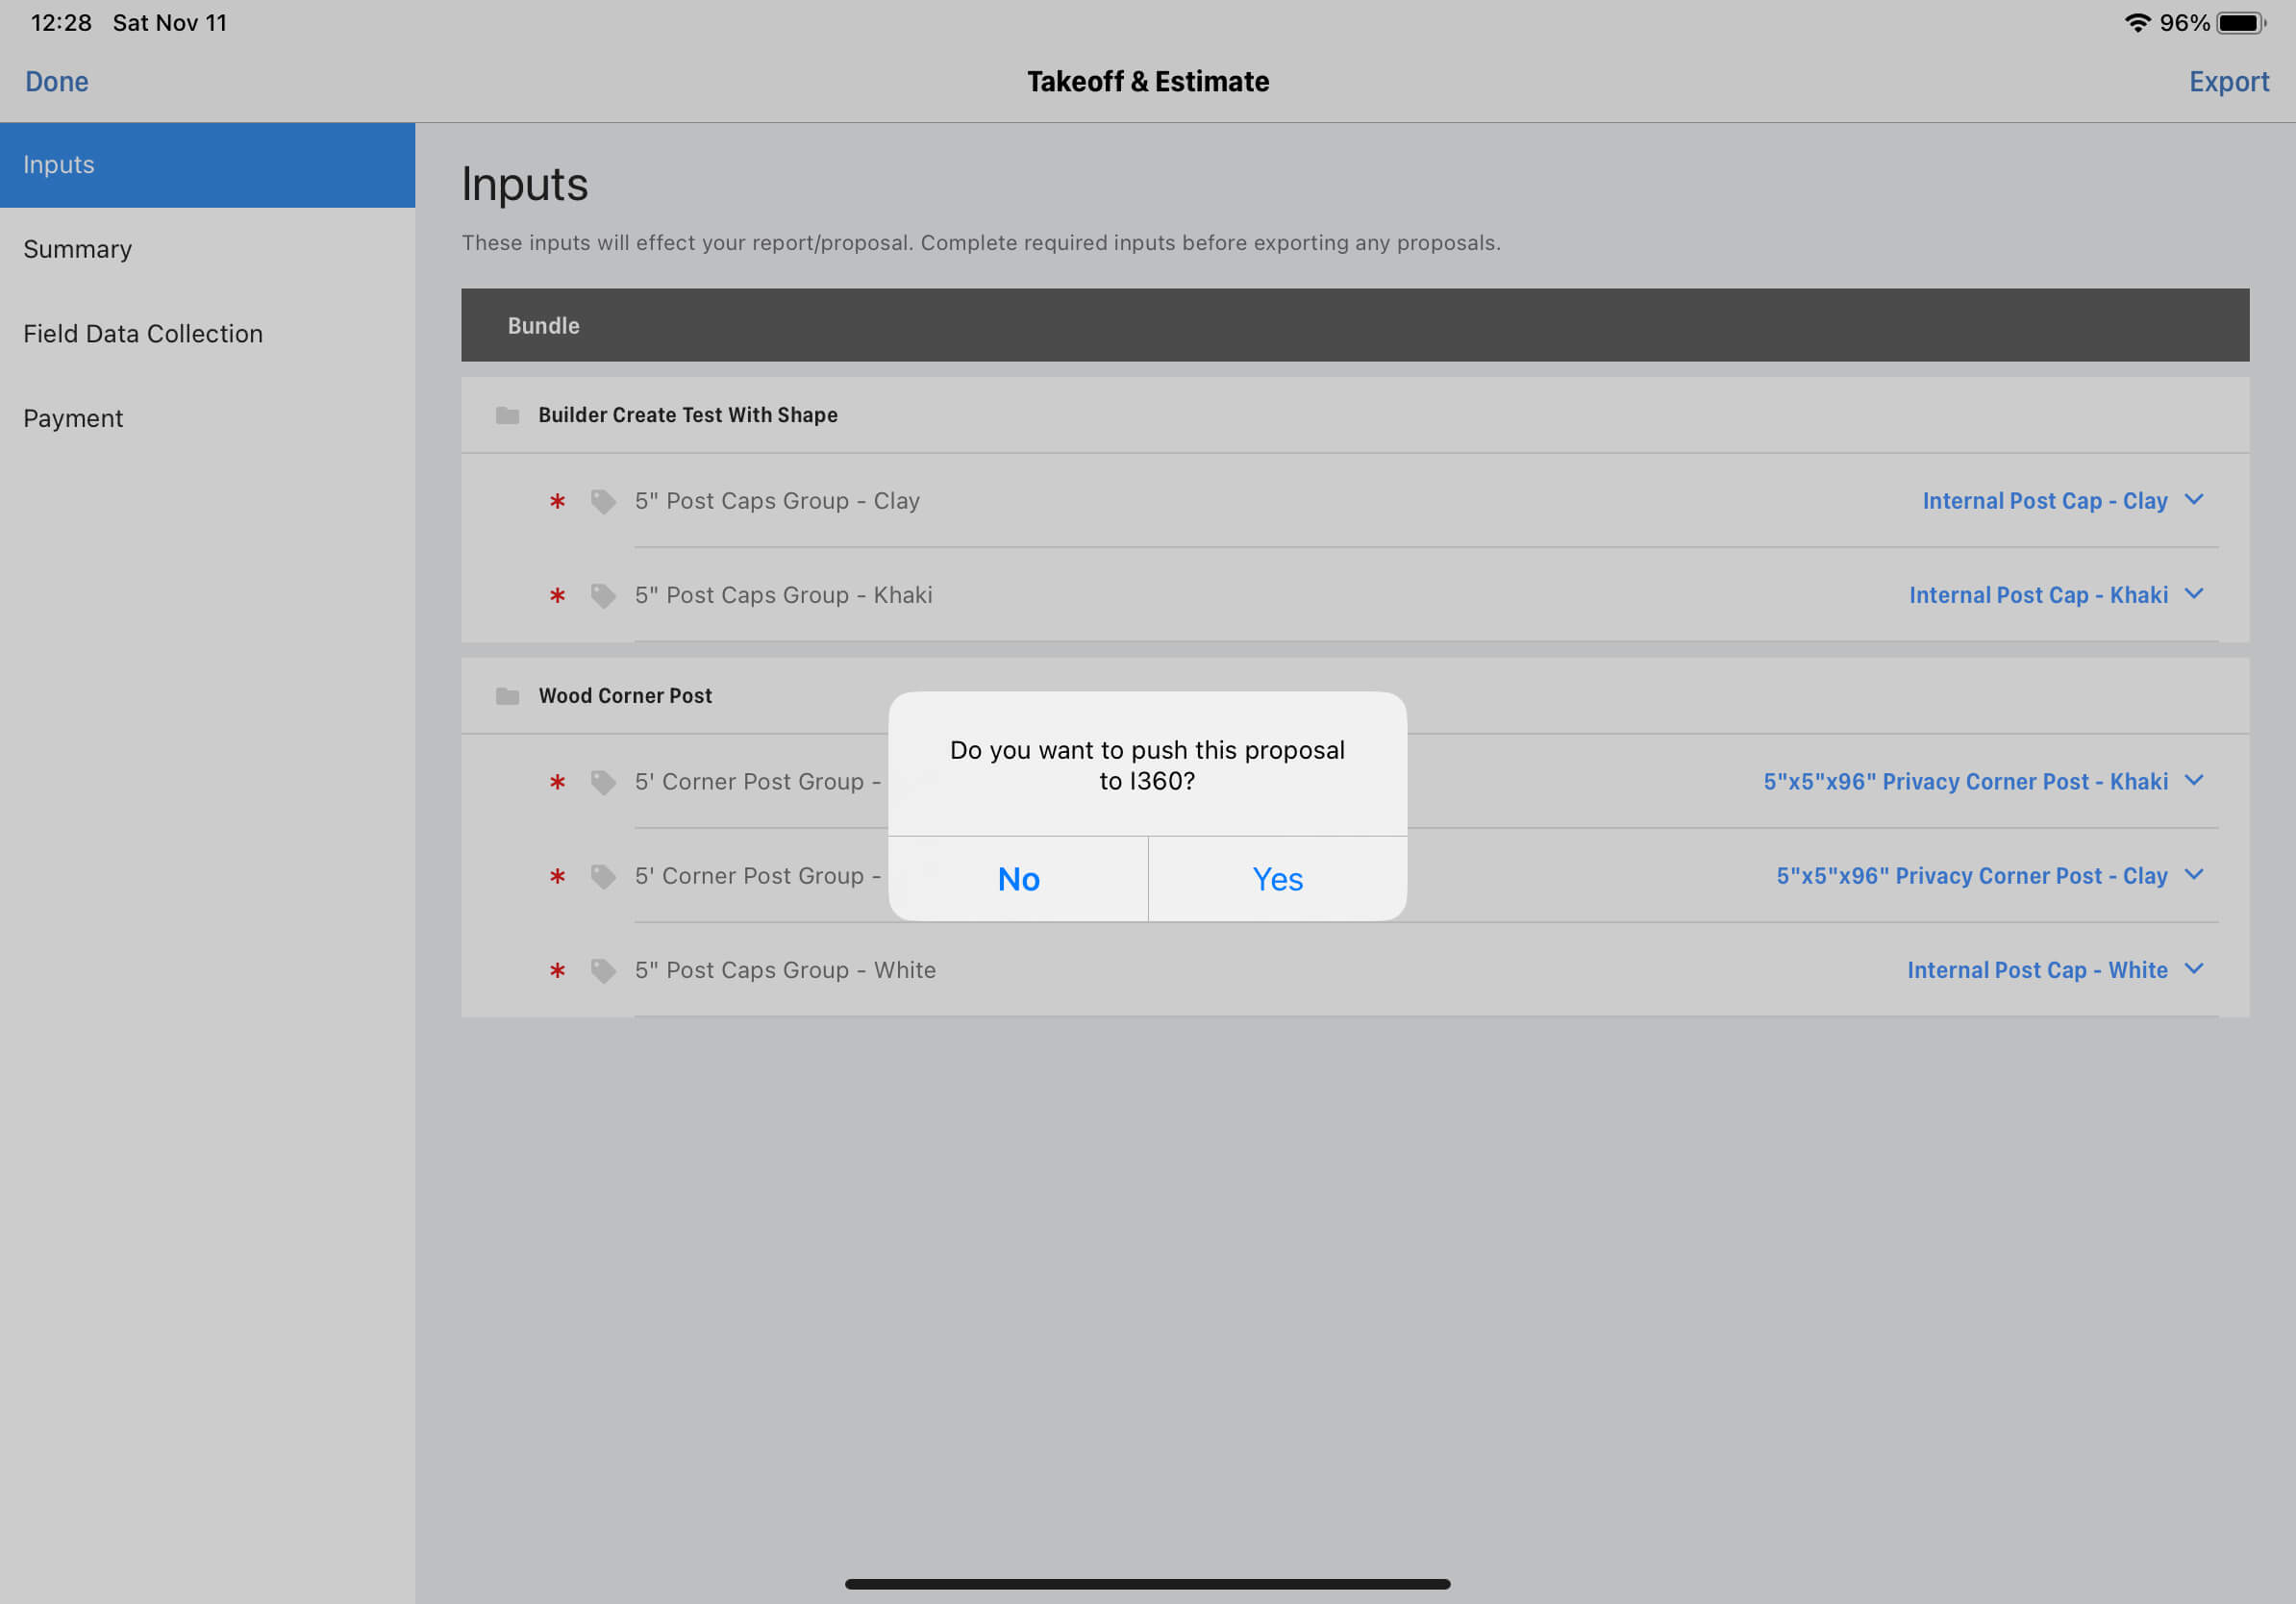 12:28 Sat Nov 11
96%
Done
Takeoff & Estimate
Export
Inputs
Summary
Field Data Collection
Payment
Inputs
These inputs will effect your report/proposal. Complete required inputs before exporting any proposals.
Bundle
Builder Create Test With Shape
* 5" Post Caps Group - Clay Internal Post Cap - Clay
* 5" Post Caps Group - Khaki Internal Post Cap - Khaki
Wood Corner Post
* 5' Corner Post Group - 5"x5"x96" Privacy Corner Post - Khaki
* 5' Corner Post Group - 5"x5"x96" Privacy Corner Post - Clay
* 5" Post Caps Group - White Internal Post Cap - White
Do you want to push this proposal
to I360?
No
Yes